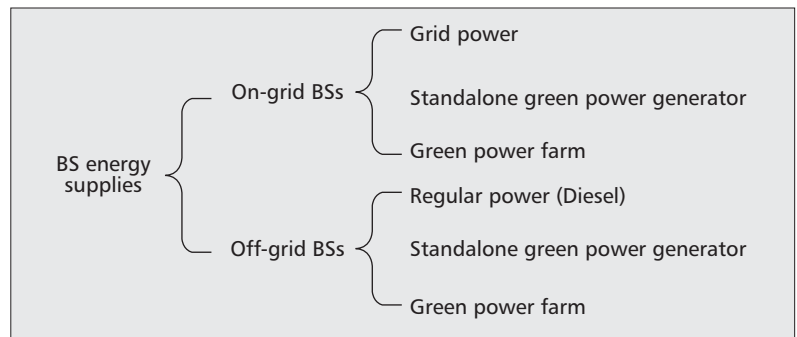 Grid power
On-grid BSs
Standalone green power generator
Green power farm
BS energy
supplies
Regular power (Diesel)
Off-grid BSs
Standalone green power generator
Green power farm